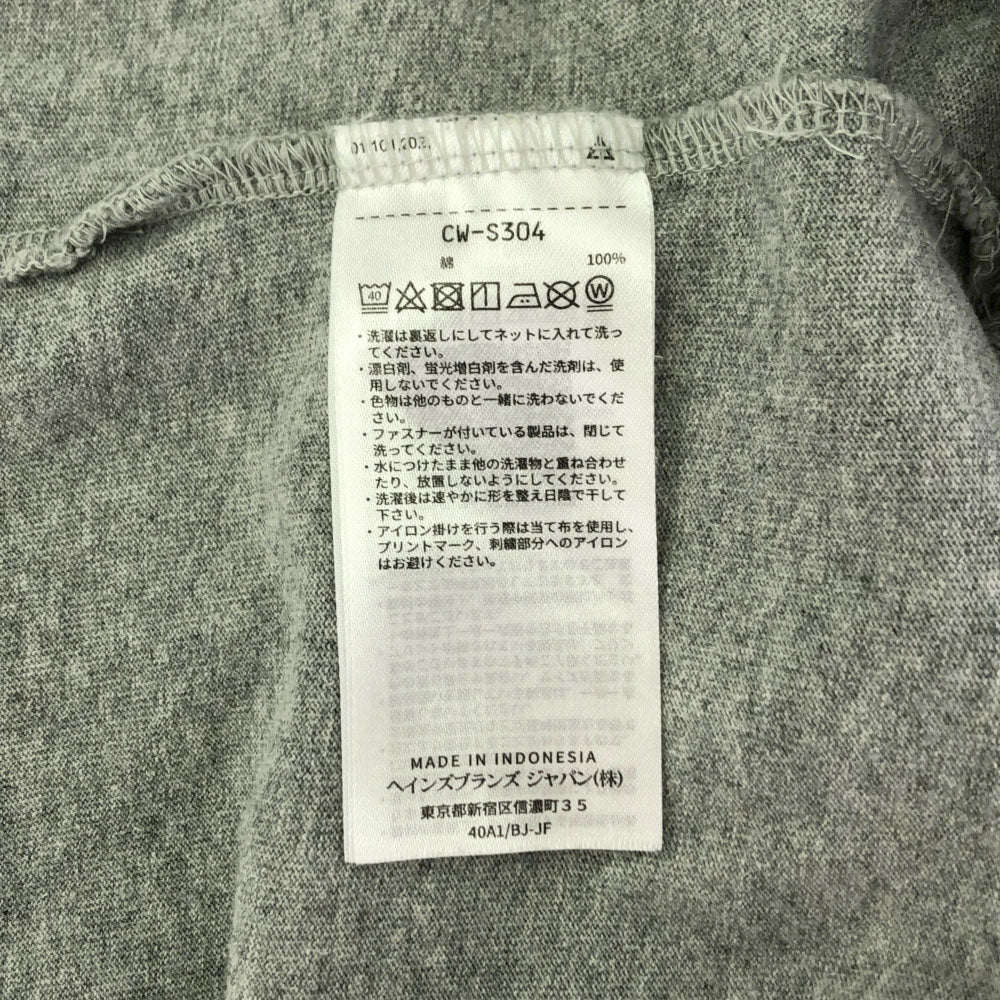 CW-S304
綿 100%
40 W
・洗濯は裏返しにしてネットに入れて洗っ
てください。
・漂白剤、蛍光増白剤を含んだ洗剤は、使
用しないでください。
・色物は他のものと一緒に洗わないでくだ
さい。
・ファスナーが付いている製品は、閉じて
洗ってください。
・水につけたまま他の洗濯物と重ね合わせ
たり、放置しないようにしてください。
・洗濯後は速やかに形を整え日陰で干して
下さい。
・アイロン掛けを行う際は当て布を使用し、
プリントマーク、刺繍部分へのアイロン
はお避けください。
MADE IN INDONESIA
ヘインズブランズ ジャパン(株)
東京都新宿区信濃町35
40A1/BJ-JF